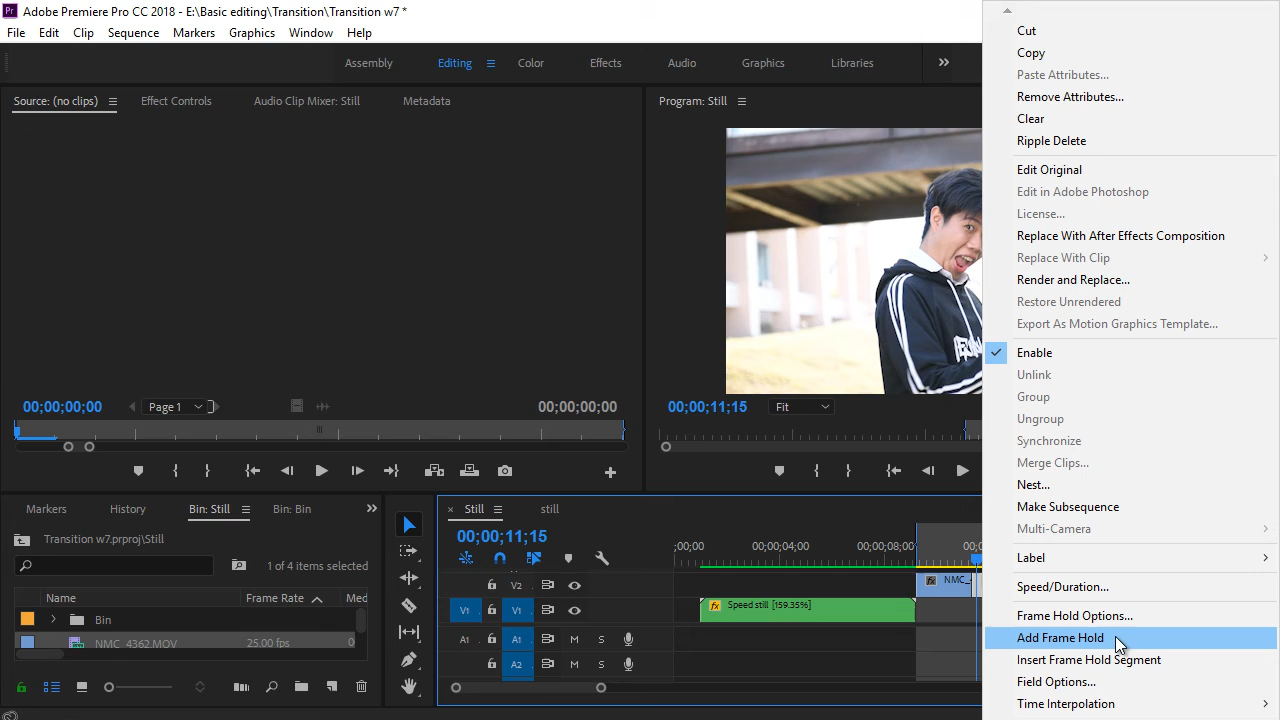 Adobe Premiere Pro CC 2018 - E:\Basic editing\Transition\Transition w7 *
File Edit Clip Sequence Markers Graphics Window Help
Assembly Editing Color Effects Audio Graphics Libraries
Source: (no clips) Effect Controls Audio Clip Mixer: Still Metadata
Program: Still
00;00;00;00 Page 1 00;00;00;00
00;00;11;15 Fit
Markers History Bin: Still Bin: Bin
Transition w7.prproj\Still
1 of 4 items selected
Name Frame Rate Med
Bin
NMC_4362.MOV 25.00 fps 0
Still still
00;00;11;15
;00;00 00;00;04;00 00;00;08;00 00;0
V2 NMC_
V1 V1 Speed still [159.35%]
A1 A1 M S
A2 M S
Cut
Copy
Paste Attributes...
Remove Attributes...
Clear
Ripple Delete
Edit Original
Edit in Adobe Photoshop
License...
Replace With After Effects Composition
Replace With Clip
Render and Replace...
Restore Unrendered
Export As Motion Graphics Template...
Enable
Unlink
Group
Ungroup
Synchronize
Merge Clips...
Nest...
Make Subsequence
Multi-Camera
Label
Speed/Duration...
Frame Hold Options...
Add Frame Hold
Insert Frame Hold Segment
Field Options...
Time Interpolation